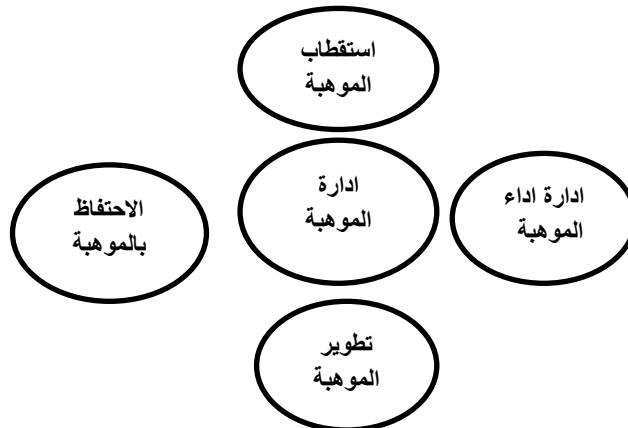 استقطاب
الموهبة
ادارة
الموهبة
ادارة اداء
الموهبة
الاحتفاظ
بالموهبة
تطوير
الموهبة